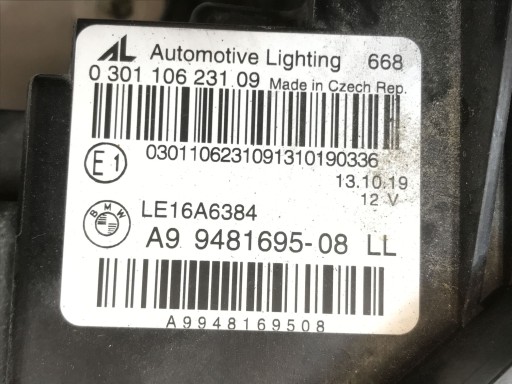 AL Automotive Lighting 668
0 301 106 231 09 Made in Czech Rep.
0301106231091310190336
E1
13.10.19
12 V
BMW
LE16A6384
A9 9481695-08 LL
A9948169508